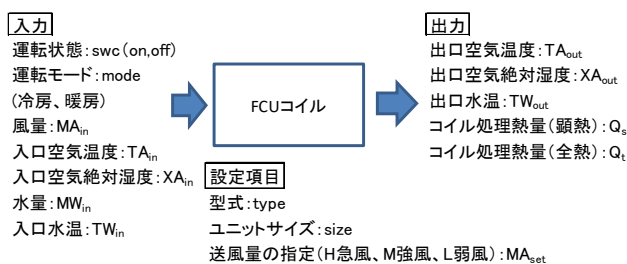 入力
運転状態:swc(on,off)
運転モード:mode
(冷房、暖房)
風量:MAin
入口空気温度:TAin
入口空気絶対湿度:XAin
水量:MWin
入口水温:TWin
FCUコイル
設定項目
型式:type
ユニットサイズ:size
送風量の指定(H急風、M強風、L弱風):MAset
出力
出口空気温度:TAout
出口空気絶対湿度:XAout
出口水温:TWout
コイル処理熱量(顕熱):Qs
コイル処理熱量(全熱):Qt